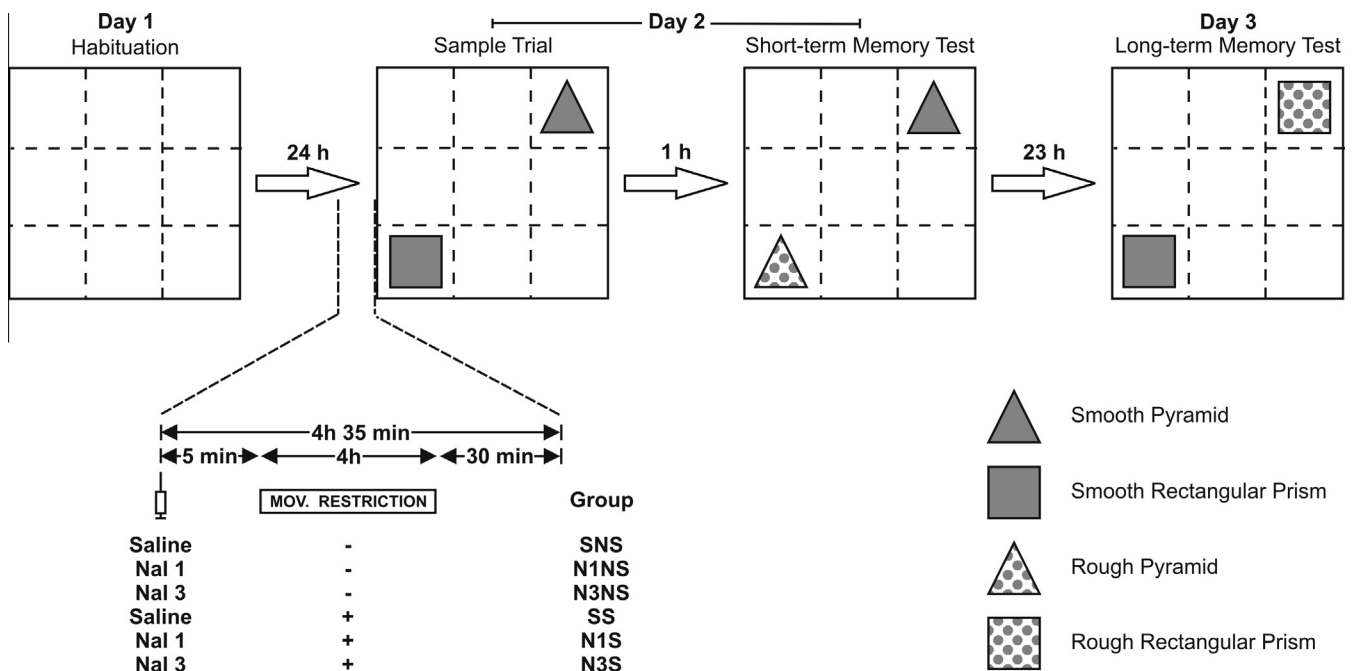 Day 1
Habituation
Day 2
Sample Trial
Short-term Memory Test
Day 3
Long-term Memory Test
24 h
1 h
23 h
4h 35 min
5 min
4h
30 min
MOV. RESTRICTION
Group
Saline - SNS
Nal 1 - N1NS
Nal 3 - N3NS
Saline + SS
Nal 1 + N1S
Nal 3 + N3S
Smooth Pyramid
Smooth Rectangular Prism
Rough Pyramid
Rough Rectangular Prism